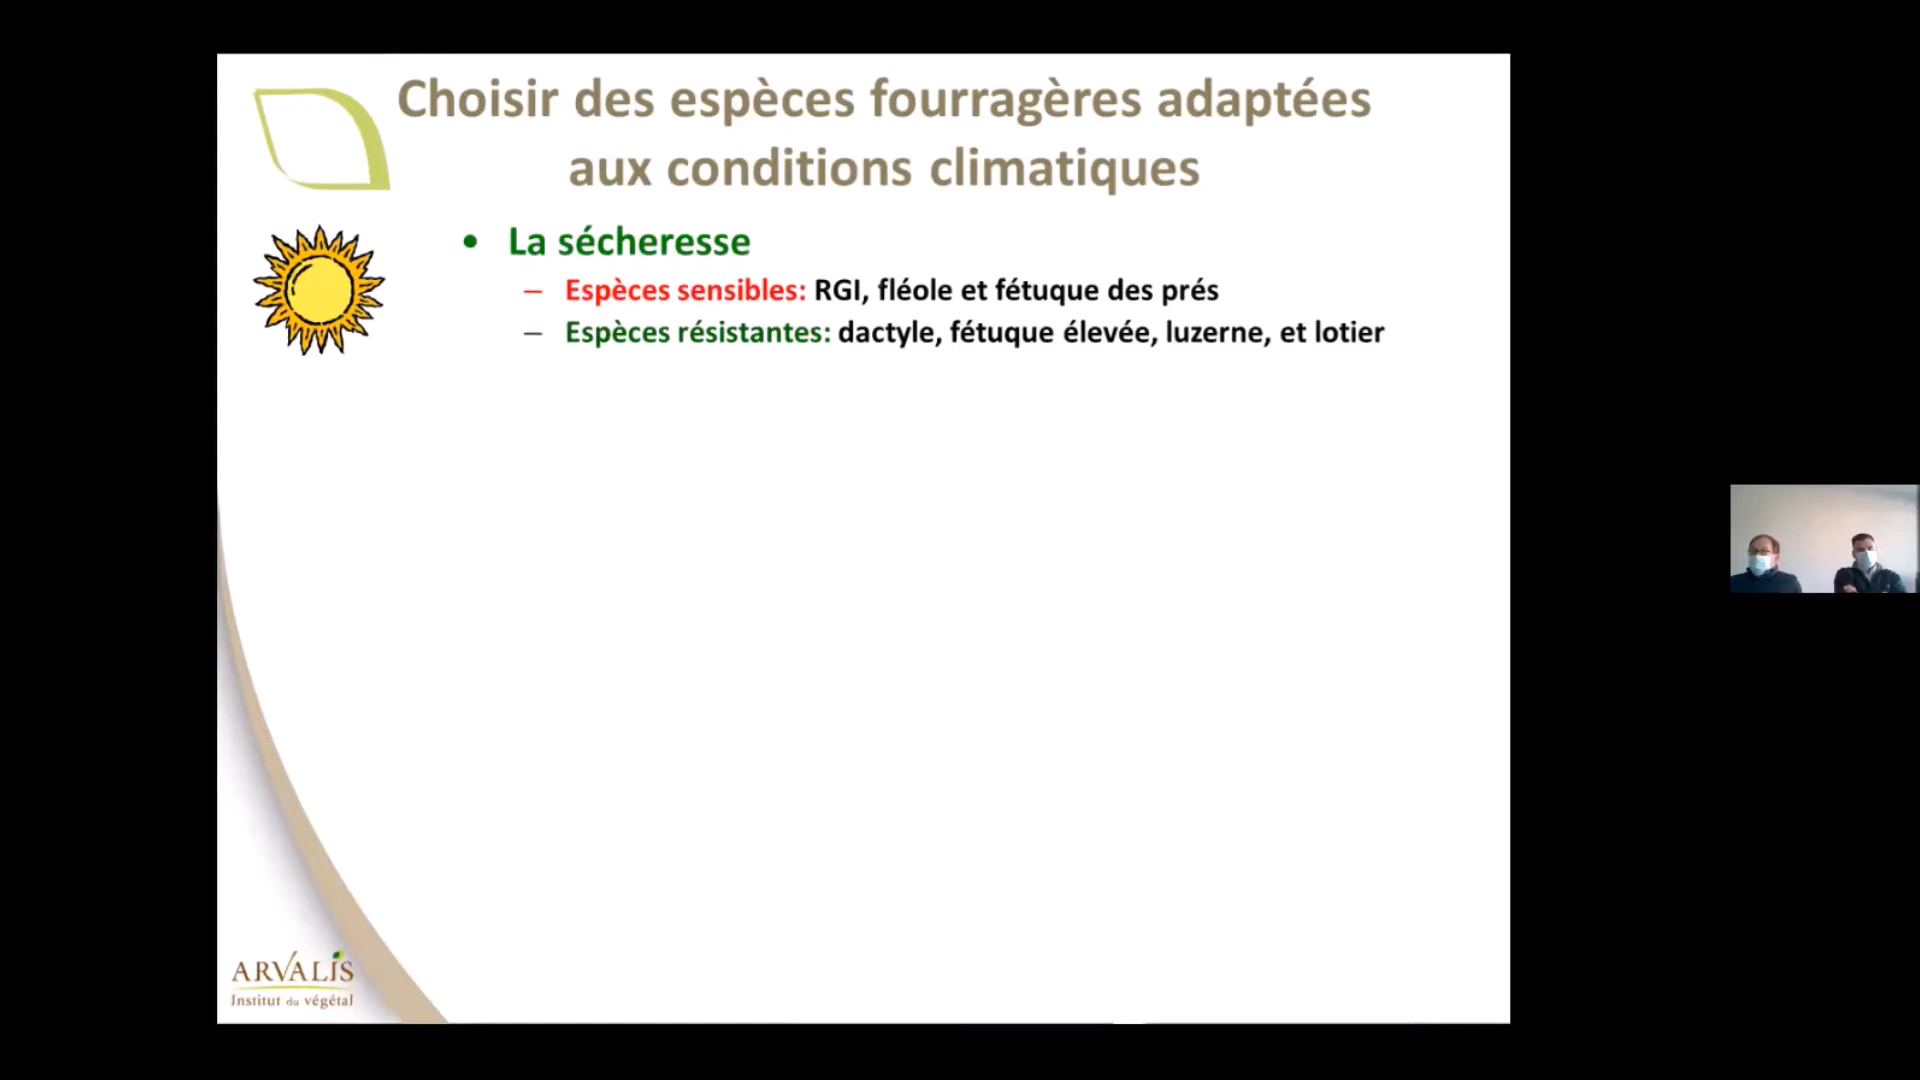 Choisir des espèces fourragères adaptées
aux conditions climatiques
• La sécheresse
– Espèces sensibles: RGI, fléole et fétuque des prés
– Espèces résistantes: dactyle, fétuque élevée, luzerne, et lotier
ARVALIS
Institut du végétal